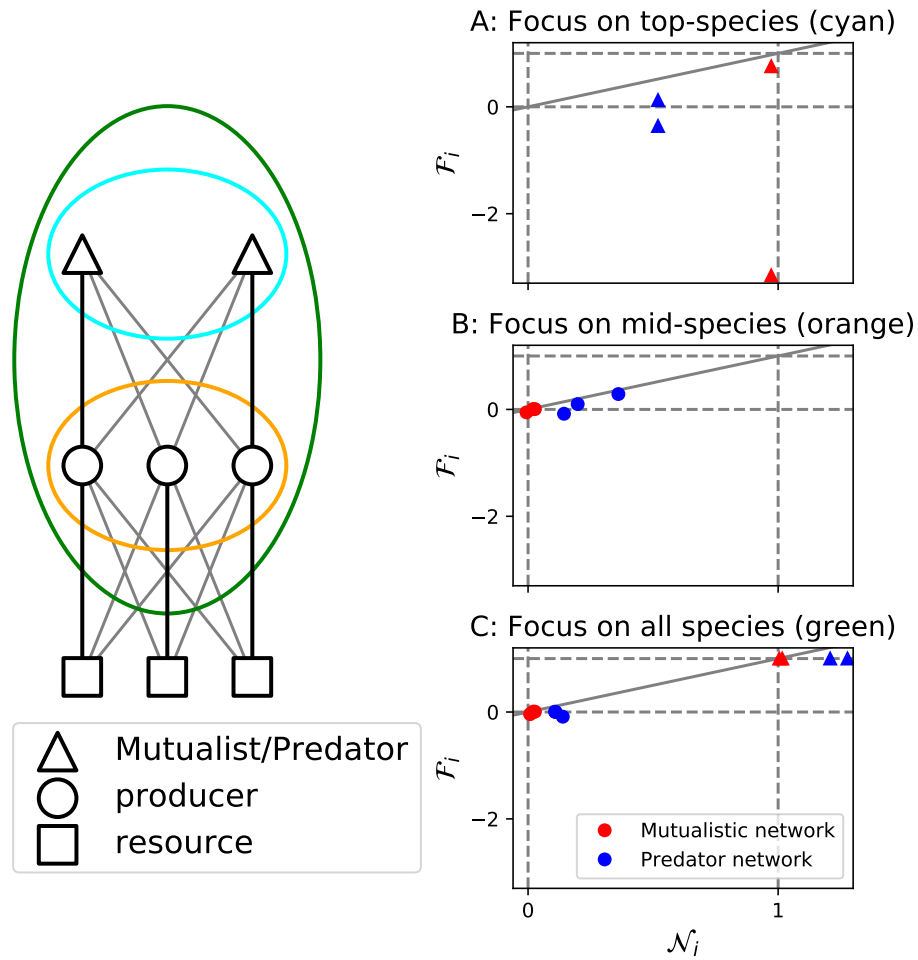 A: Focus on top-species (cyan)
0
−2
ℱᵢ
B: Focus on mid-species (orange)
0
−2
ℱᵢ
C: Focus on all species (green)
0
−2
ℱᵢ
Mutualistic network
Predator network
0 1
𝒩ᵢ
Mutualist/Predator
producer
resource